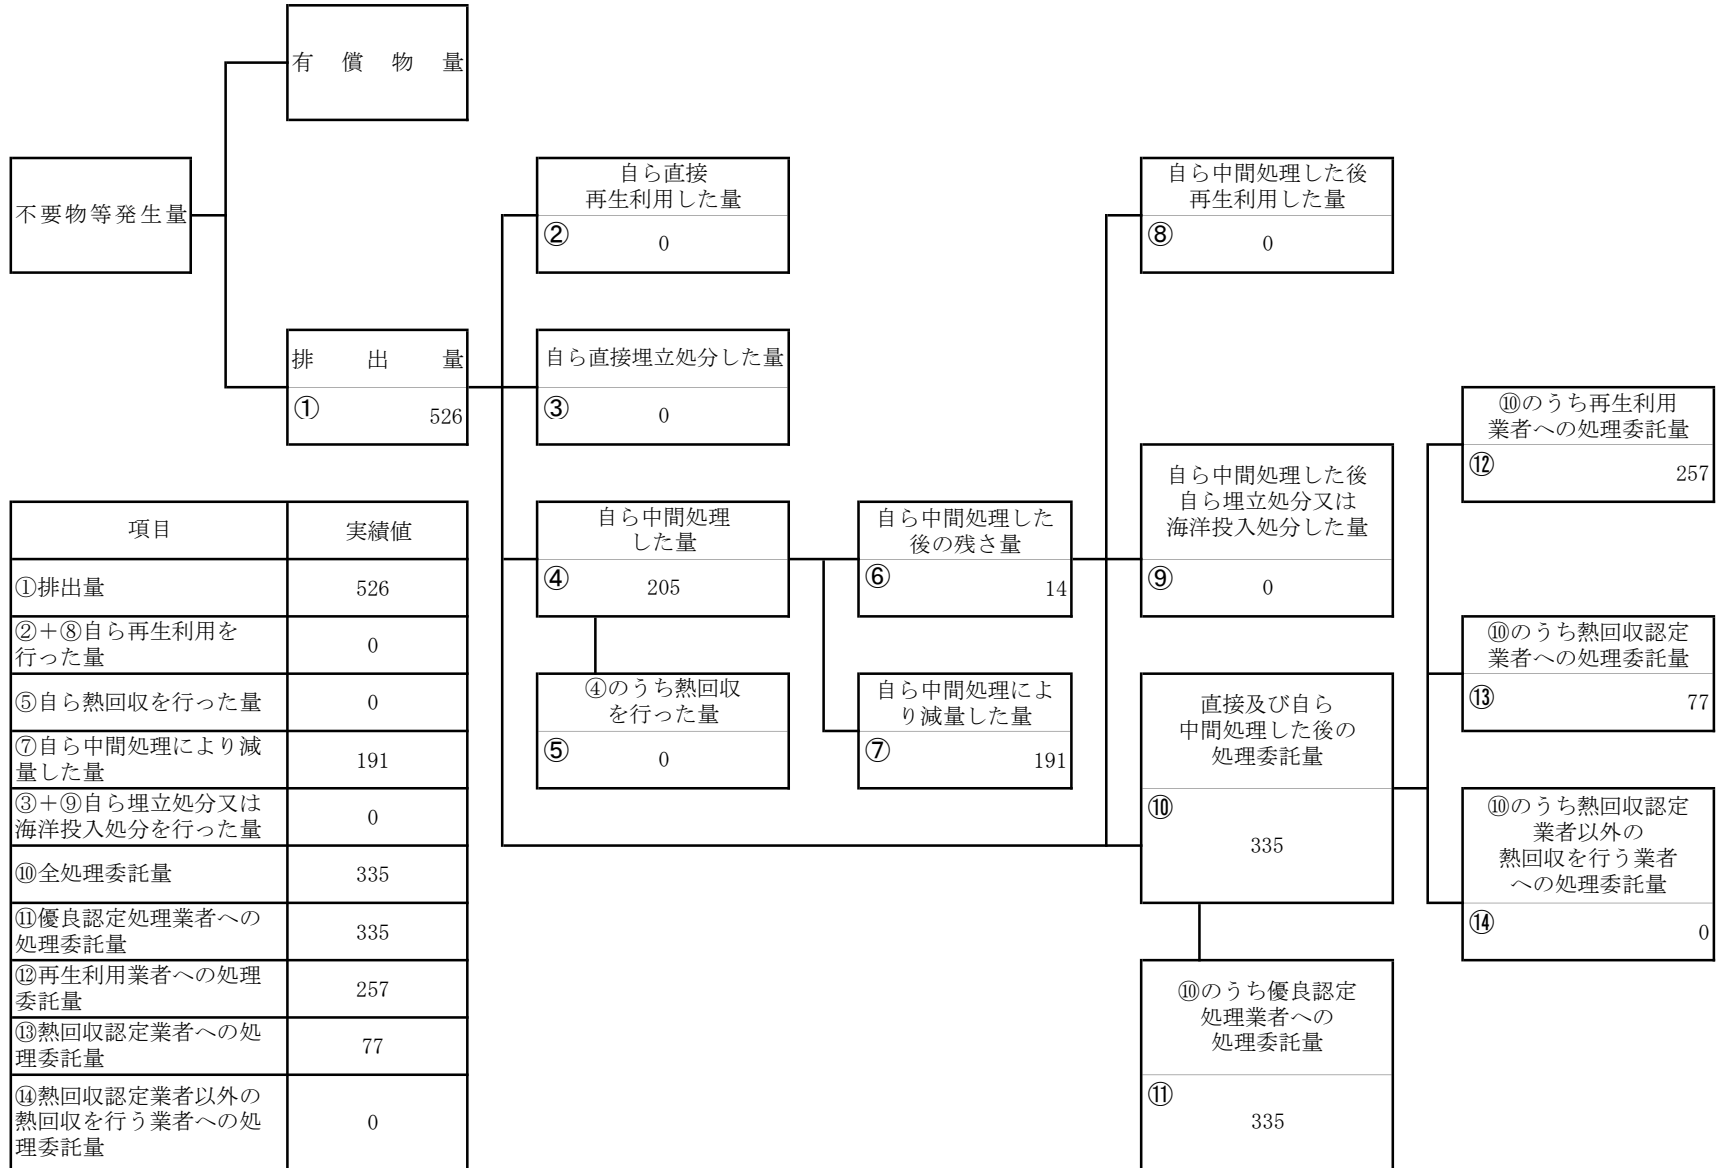 有償物量
不要物等発生量
自ら直接
再生利用した量
②
0
自ら中間処理した後
再生利用した量
⑧
0
排出量
①
526
自ら直接埋立処分した量
③
0
⑩のうち再生利用
業者への処理委託量
⑫
257
自ら中間処理した後
自ら埋立処分又は
海洋投入処分した量
⑨
0
自ら中間処理
した量
④
205
自ら中間処理した
後の残さ量
⑥
14
⑩のうち熱回収認定
業者への処理委託量
⑬
77
④のうち熱回収
を行った量
⑤
0
自ら中間処理によ
り減量した量
⑦
191
直接及び自ら
中間処理した後の
処理委託量
⑩
335
⑩のうち熱回収認定
業者以外の
熱回収を行う業者
への処理委託量
⑭
0
⑩のうち優良認定
処理業者への
処理委託量
⑪
335
項目 実績値
①排出量 526
②+⑧自ら再生利用を
行った量 0
⑤自ら熱回収を行った量 0
⑦自ら中間処理により減
量した量 191
③+⑨自ら埋立処分又は
海洋投入処分を行った量 0
⑩全処理委託量 335
⑪優良認定処理業者への
処理委託量 335
⑫再生利用業者への処理
委託量 257
⑬熱回収認定業者への処
理委託量 77
⑭熱回収認定業者以外の
熱回収を行う業者への処 0
理委託量